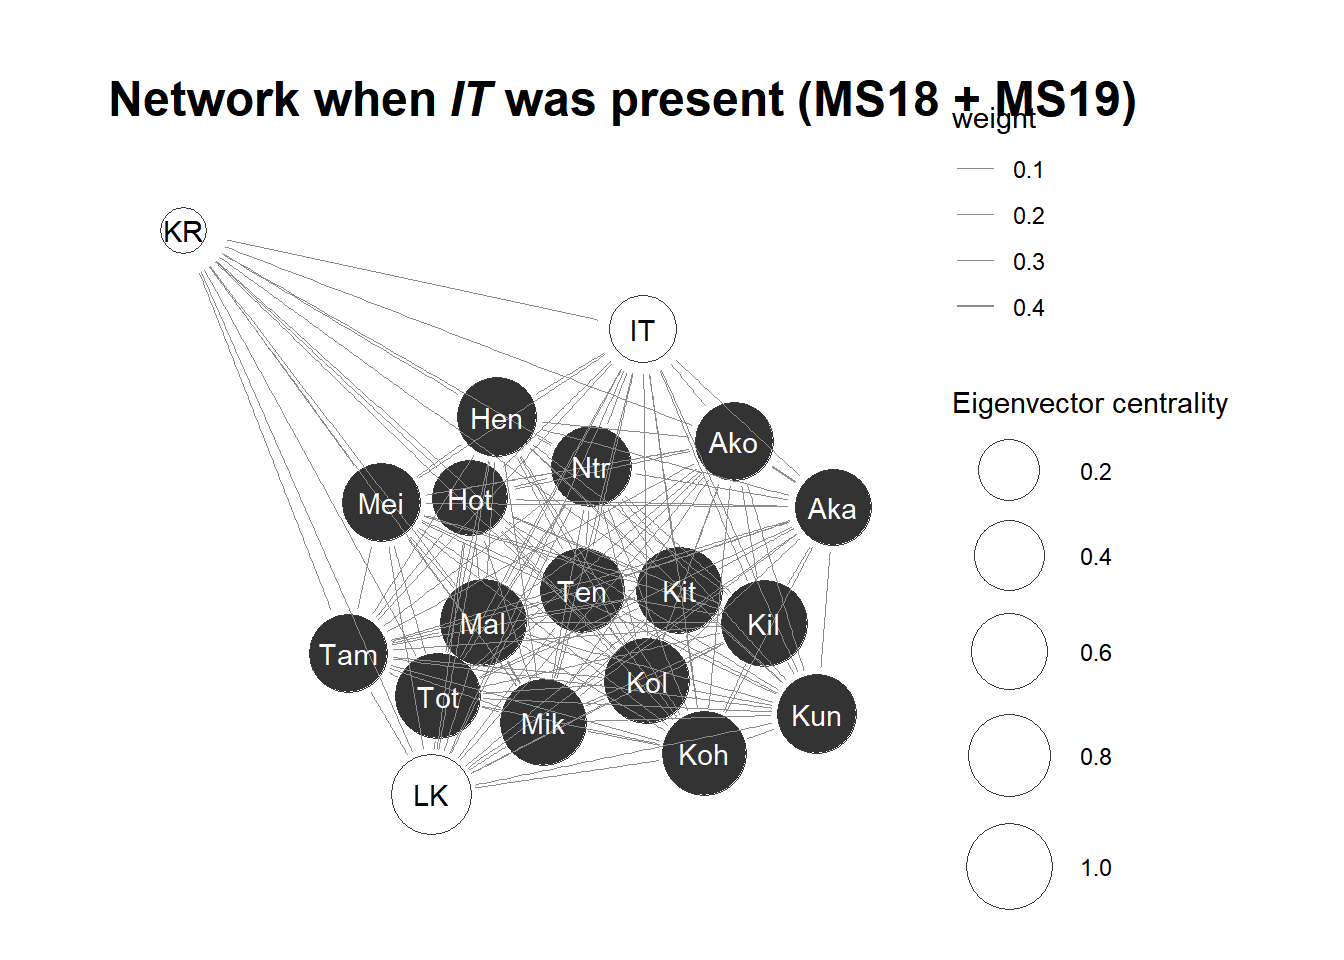 Network when IT was present (MS18 + MS19)
weight
0.1
0.2
0.3
0.4
KR
IT
Hen
Ako
Ntr
Mei
Hot
Aka
Ten
Kit
Mal
Kil
Tam
Kol
Tot
Mik
Kun
Koh
LK
Eigenvector centrality
0.2
0.4
0.6
0.8
1.0